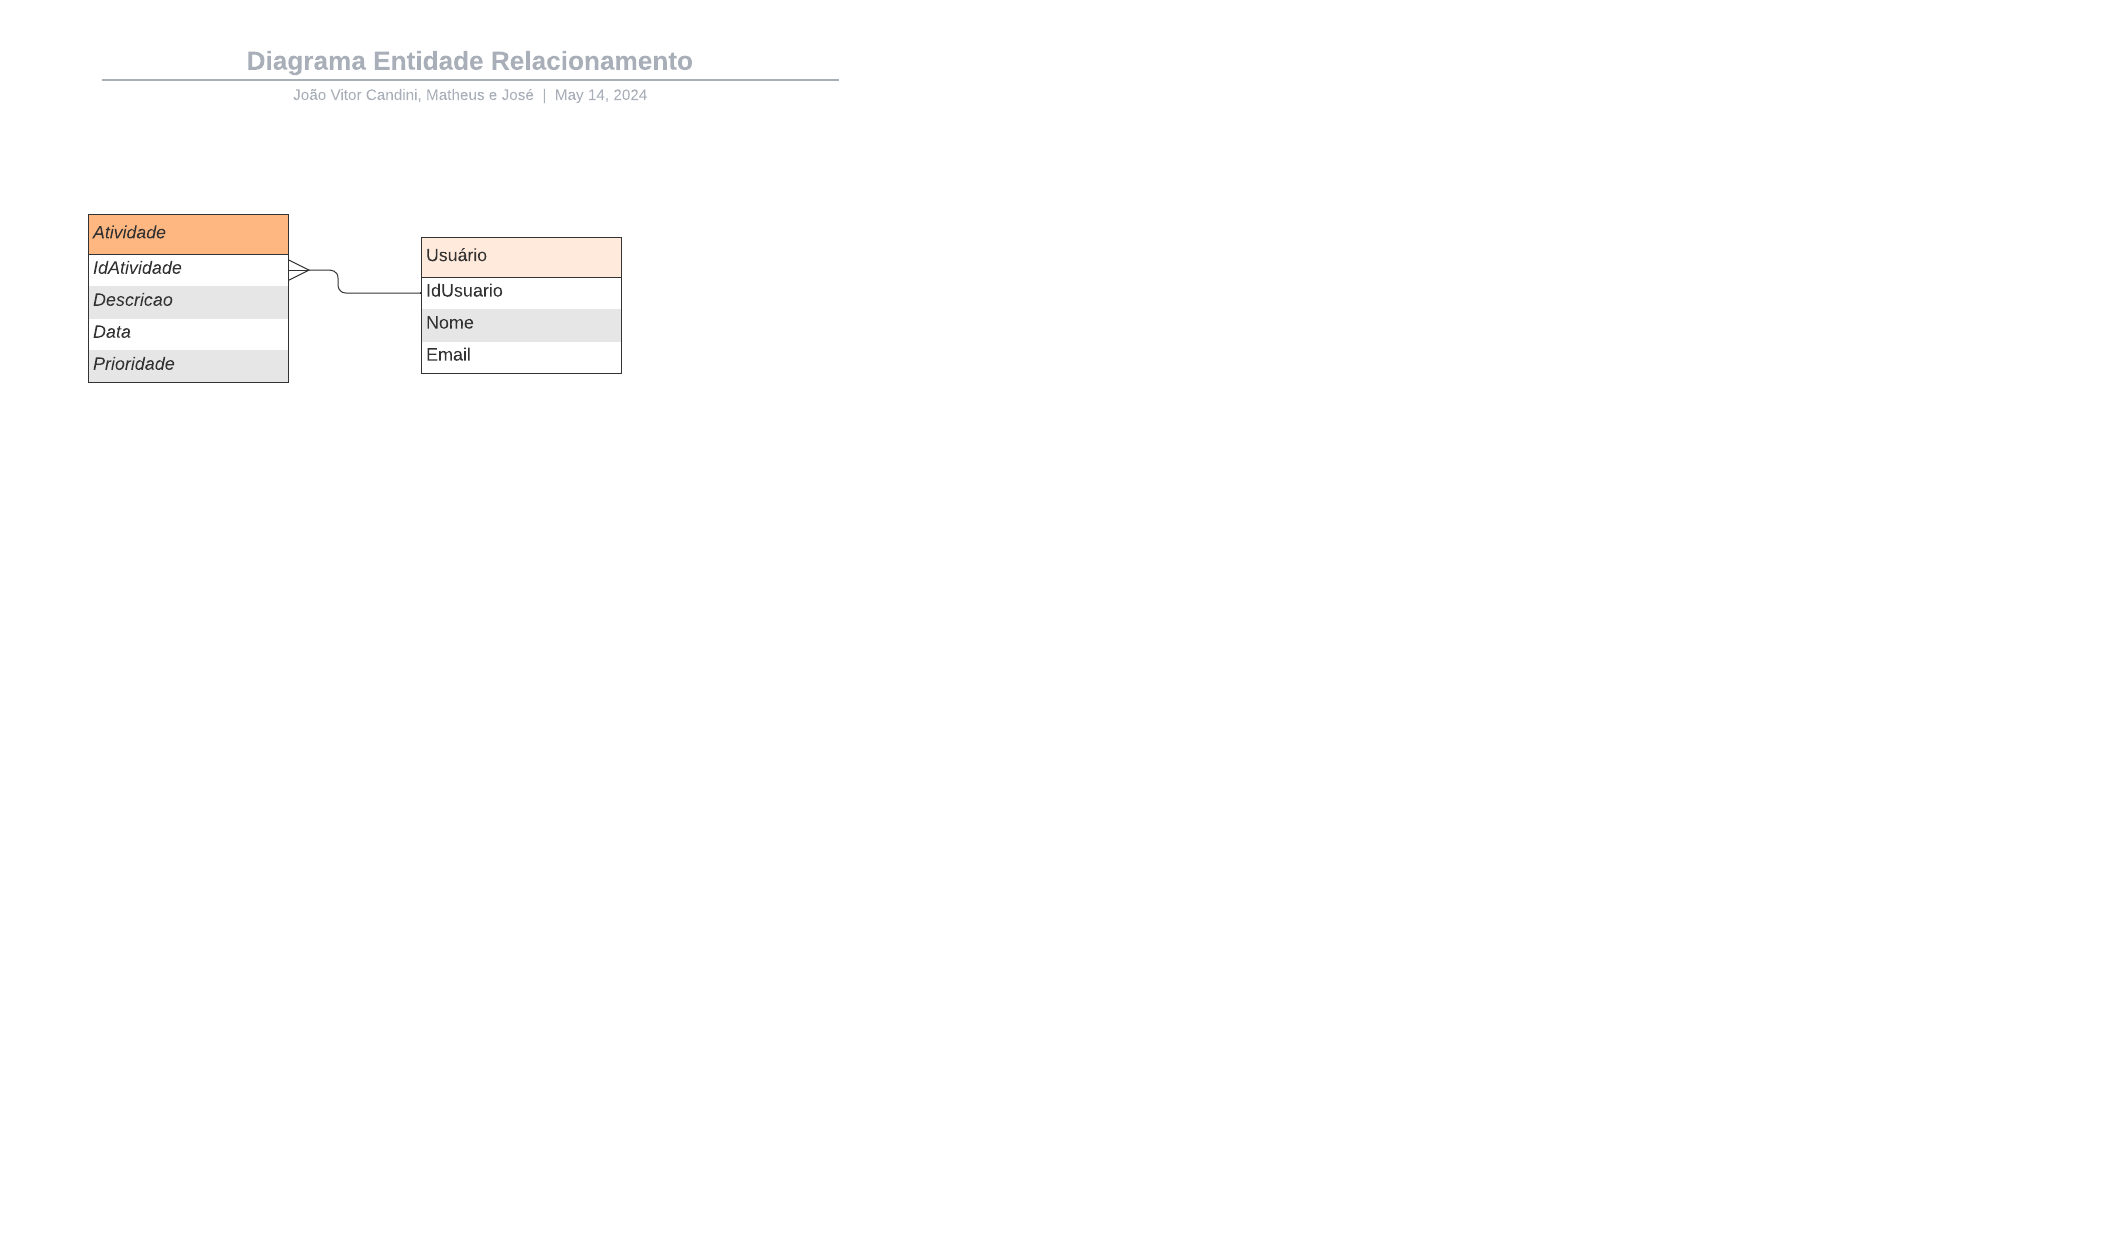 Diagrama Entidade Relacionamento
João Vitor Candini, Matheus e José | May 14, 2024
Atividade
IdAtividade
Descricao
Data
Prioridade
Usuário
IdUsuario
Nome
Email